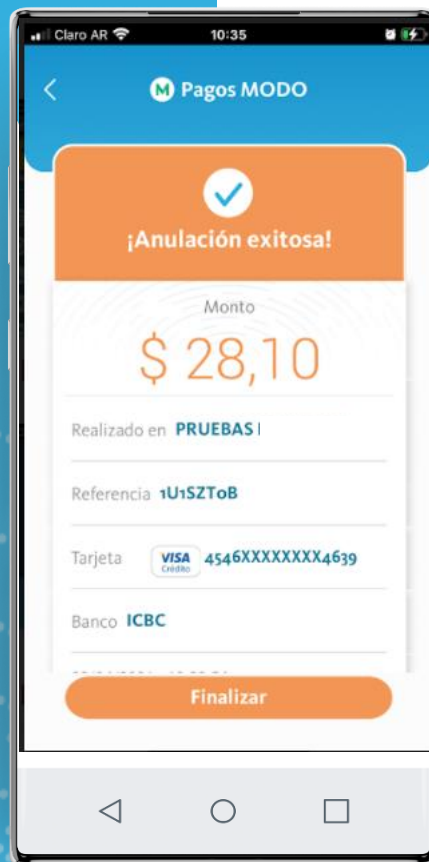 Claro AR 10:35
M Pagos MODO
¡Anulación exitosa!
Monto
$ 28,10
Realizado en PRUEBAS
Referencia 1U1SZT0B
Tarjeta VISA Crédito 4546XXXXXXXX4639
Banco ICBC
Finalizar